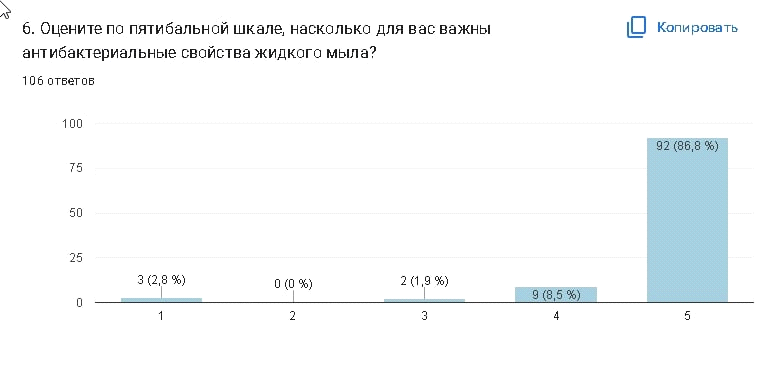 6. Оцените по пятибальной шкале, насколько для вас важны
антибактериальные свойства жидкого мыла?
Копировать
106 ответов
100
75
50
25
0
3 (2,8 %)
0 (0 %)
2 (1,9 %)
9 (8,5 %)
92 (86,8 %)
1
2
3
4
5